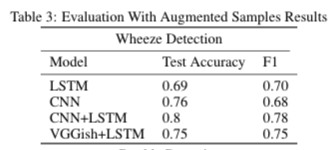 Table 3: Evaluation With Augmented Samples Results
Wheeze Detection
Model Test Accuracy F1
LSTM 0.69 0.70
CNN 0.76 0.68
CNN+LSTM 0.8 0.78
VGGish+LSTM 0.75 0.75